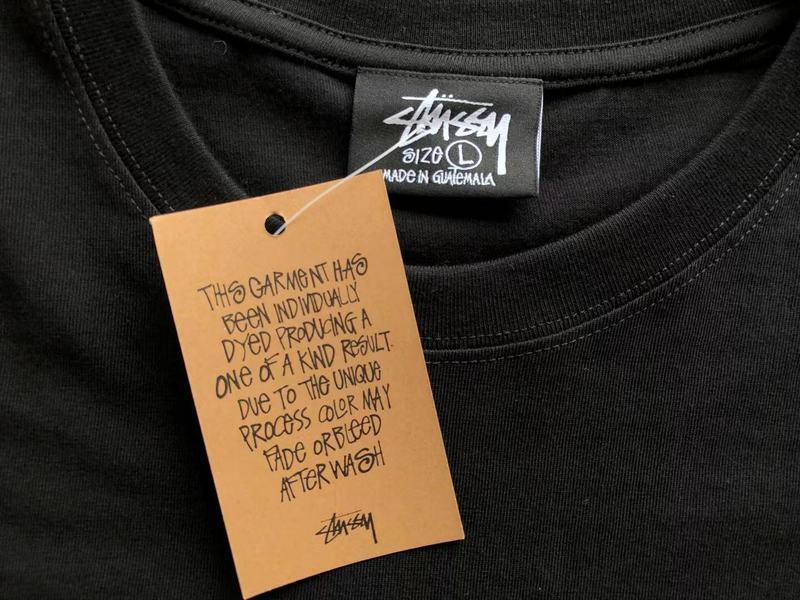 STÜSSY
SIZE L
MADE IN GUATEMALA
THIS GARMENT HAS
BEEN INDIVIDUALLY
DYED PRODUCING A
ONE OF A KIND RESULT.
DUE TO THE UNIQUE
PROCESS COLOR MAY
FADE OR BLEED
AFTER WASH
STÜSSY